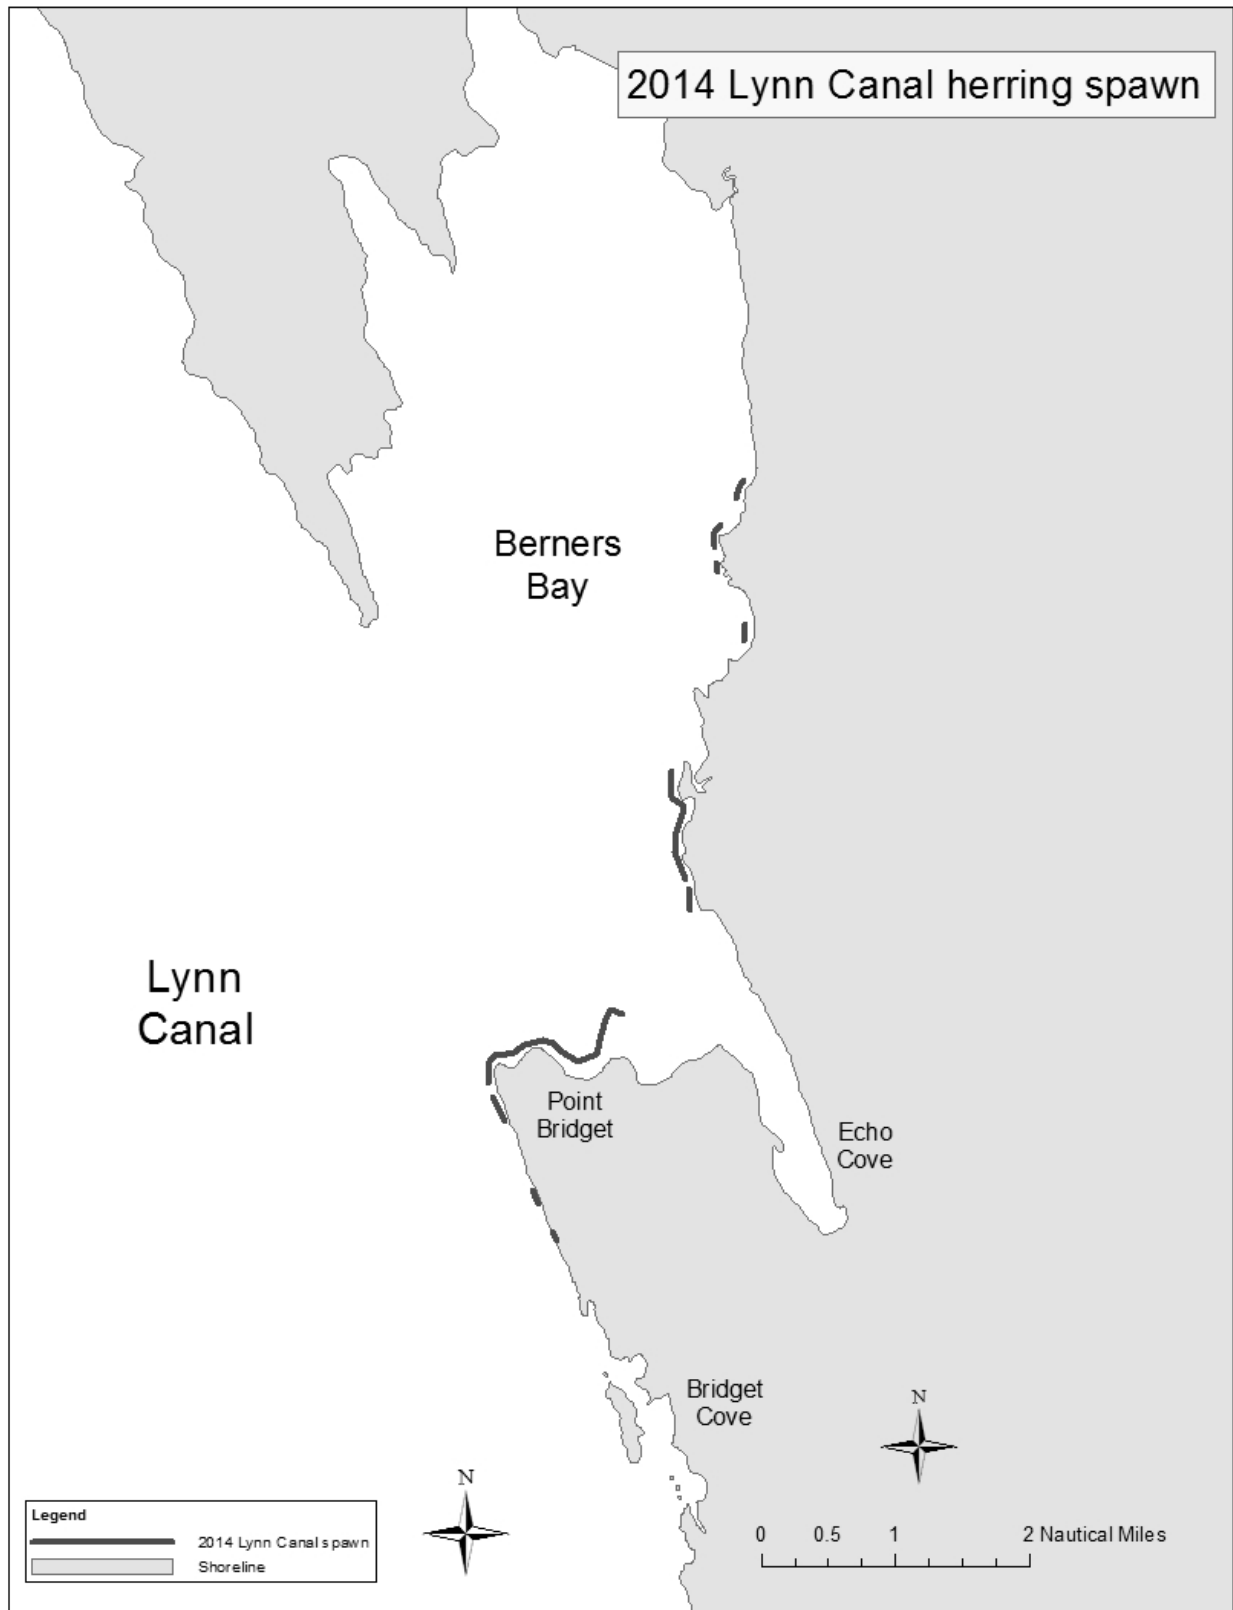 2014 Lynn Canal herring spawn
Berners
Bay
Lynn
Canal
Point
Bridget
Echo
Cove
Bridget
Cove
N
N
Legend
2014 Lynn Canal spawn
Shoreline
0 0.5 1 2 Nautical Miles